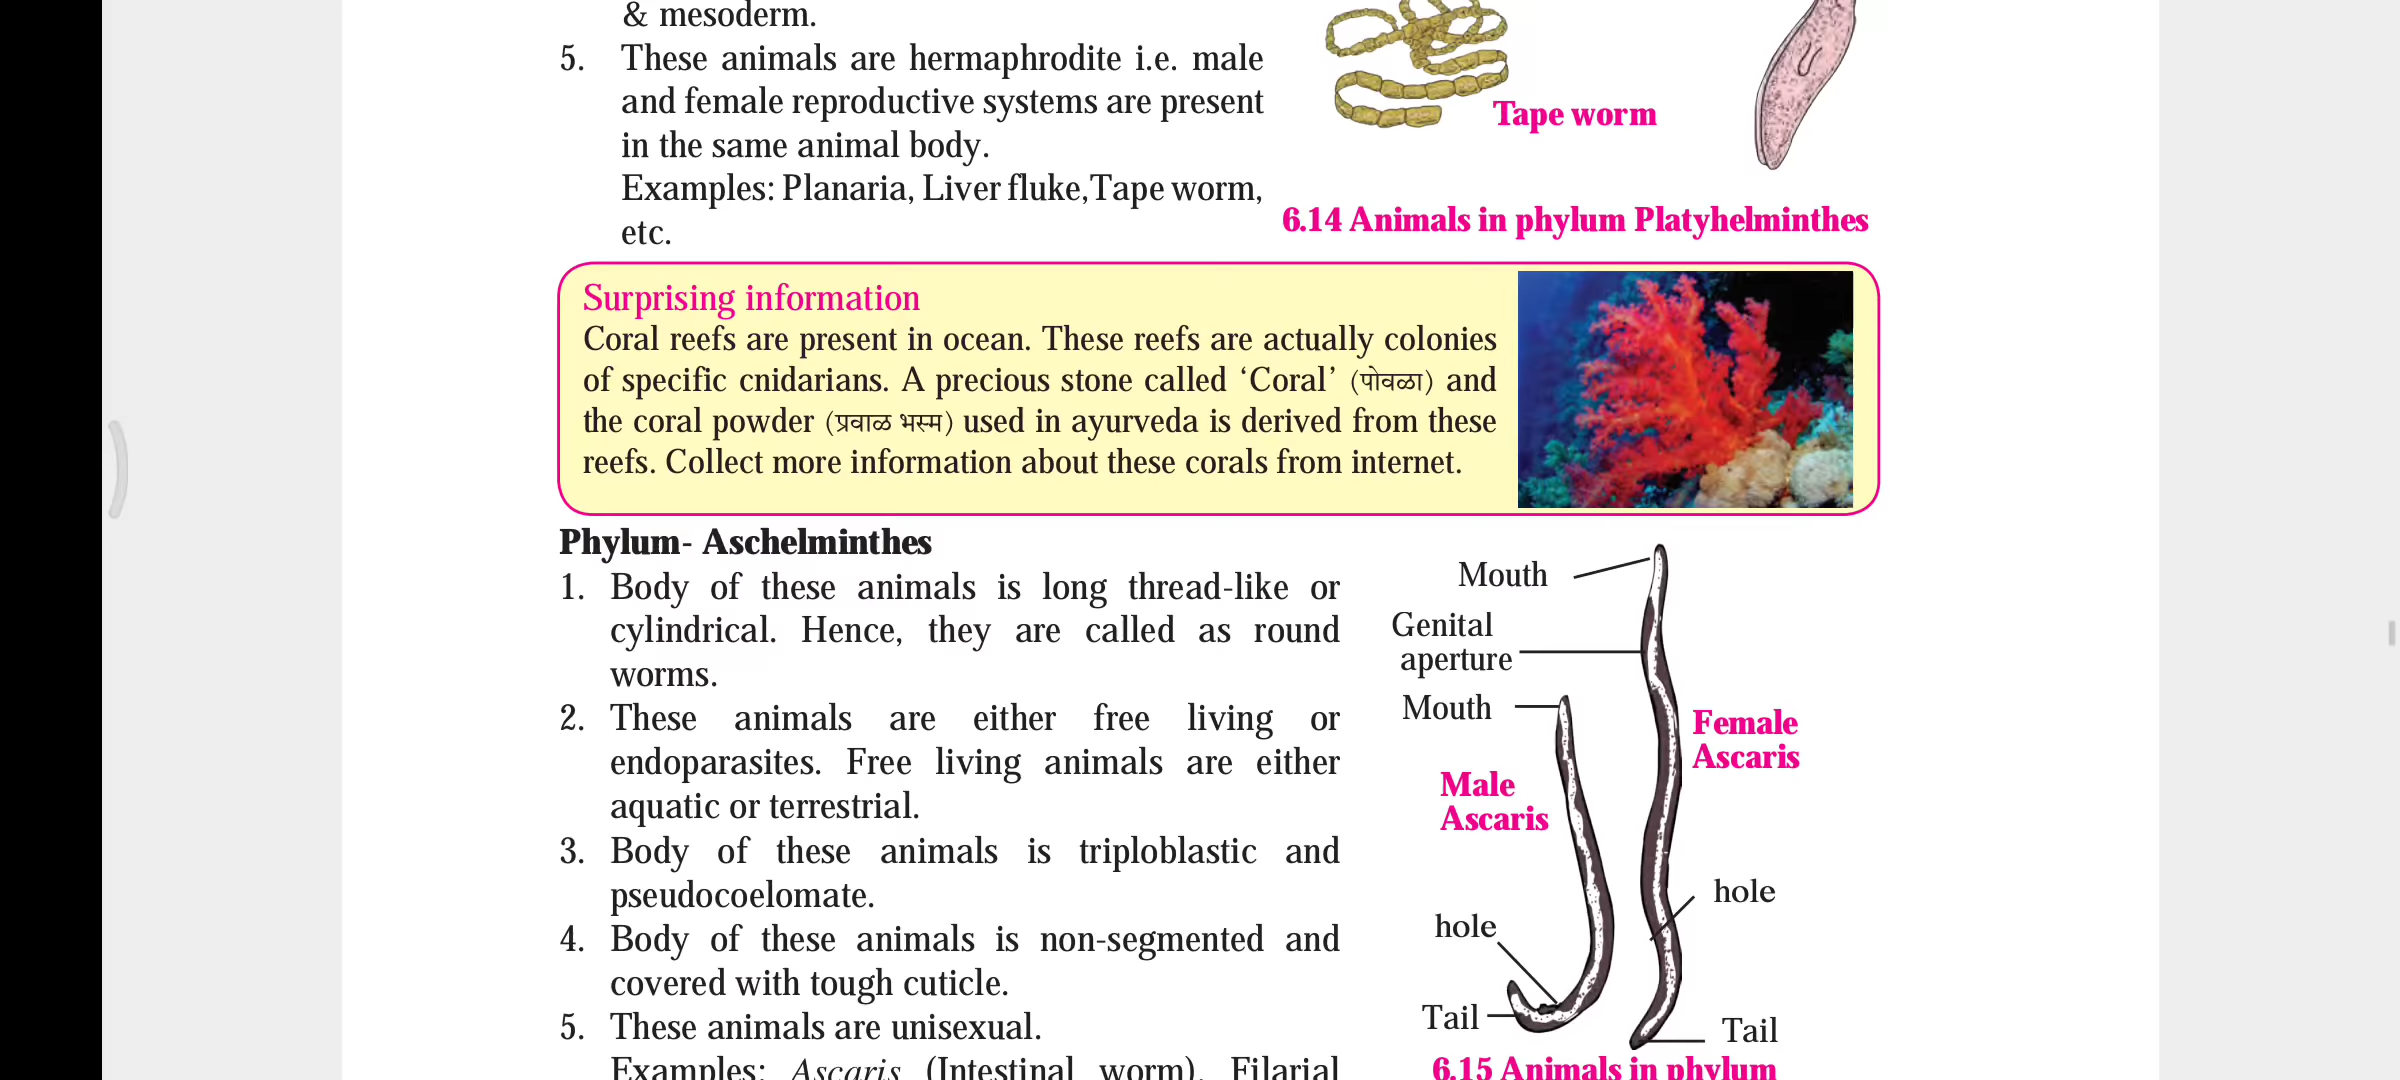 & mesoderm.
5. These animals are hermaphrodite i.e. male
and female reproductive systems are present
in the same animal body.
Examples: Planaria, Liver fluke,Tape worm,
etc.
Tape worm
6.14 Animals in phylum Platyhelminthes
Surprising information
Coral reefs are present in ocean. These reefs are actually colonies
of specific cnidarians. A precious stone called ‘Coral’ (पोवळा) and
the coral powder (प्रवाळ भस्म) used in ayurveda is derived from these
reefs. Collect more information about these corals from internet.
Phylum- Aschelminthes
1. Body of these animals is long thread-like or
cylindrical. Hence, they are called as round
worms.
2. These animals are either free living or
endoparasites. Free living animals are either
aquatic or terrestrial.
3. Body of these animals is triploblastic and
pseudocoelomate.
4. Body of these animals is non-segmented and
covered with tough cuticle.
5. These animals are unisexual.
Examples: Ascaris (Intestinal worm), Filarial
Mouth
Genital
aperture
Mouth
Female
Ascaris
Male
Ascaris
hole
hole
Tail
Tail
6.15 Animals in phylum